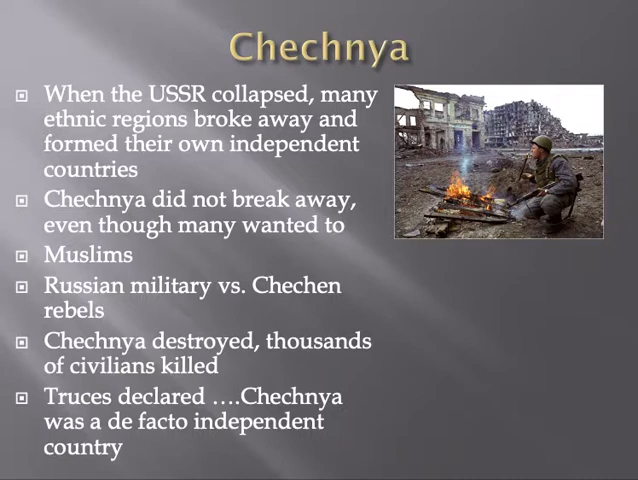 Chechnya
When the USSR collapsed, many
ethnic regions broke away and
formed their own independent
countries
Chechnya did not break away,
even though many wanted to
Muslims
Russian military vs. Chechen
rebels
Chechnya destroyed, thousands
of civilians killed
Truces declared ….Chechnya
was a de facto independent
country